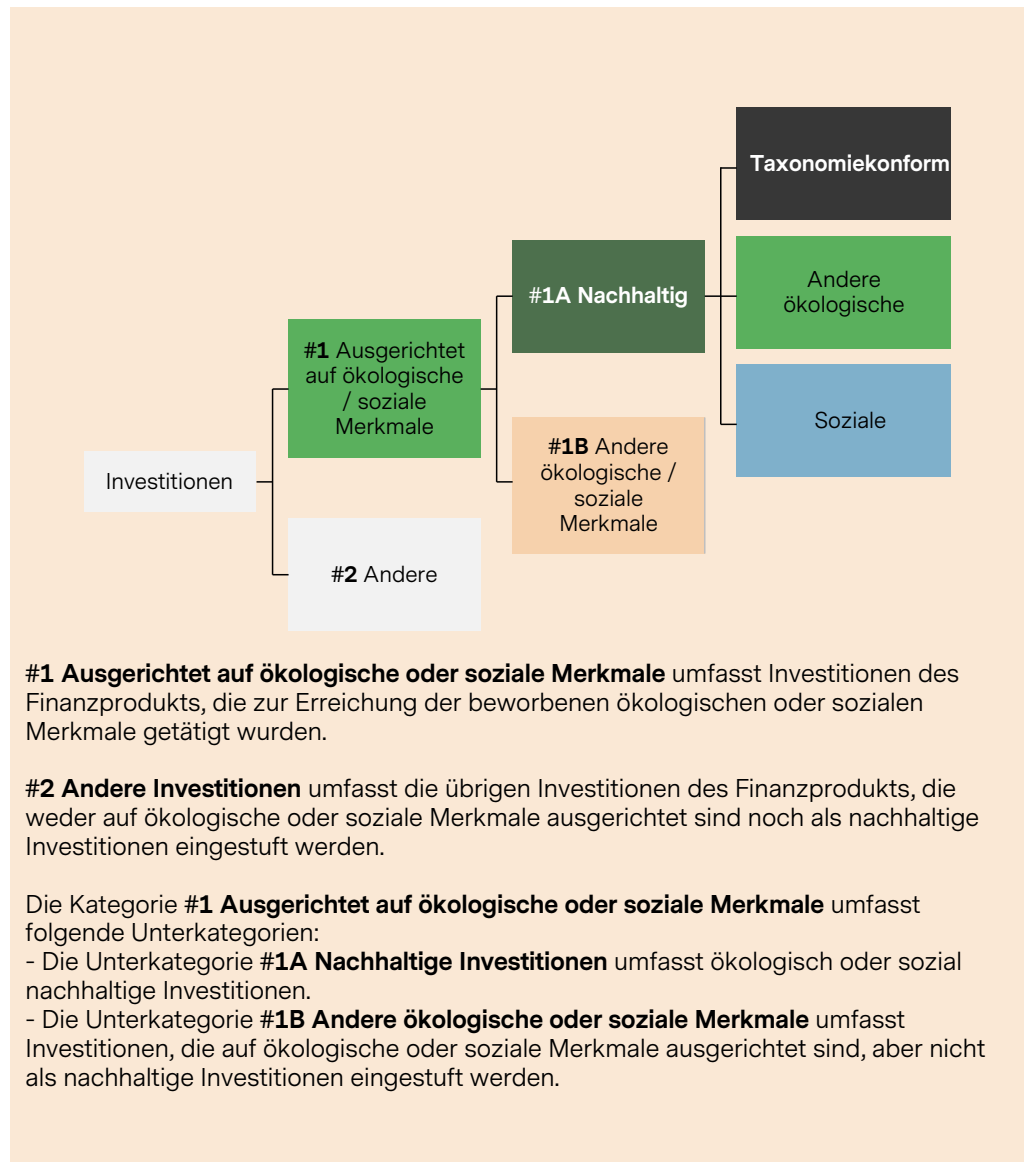 Taxonomiekonform
#1A Nachhaltig
Andere
ökologische
#1 Ausgerichtet
auf ökologische
/ soziale
Merkmale
Soziale
#1B Andere
ökologische /
soziale
Merkmale
Investitionen
#2 Andere
#1 Ausgerichtet auf ökologische oder soziale Merkmale umfasst Investitionen des
Finanzprodukts, die zur Erreichung der beworbenen ökologischen oder sozialen
Merkmale getätigt wurden.
#2 Andere Investitionen umfasst die übrigen Investitionen des Finanzprodukts, die
weder auf ökologische oder soziale Merkmale ausgerichtet sind noch als nachhaltige
Investitionen eingestuft werden.
Die Kategorie #1 Ausgerichtet auf ökologische oder soziale Merkmale umfasst
folgende Unterkategorien:
- Die Unterkategorie #1A Nachhaltige Investitionen umfasst ökologisch oder sozial
nachhaltige Investitionen.
- Die Unterkategorie #1B Andere ökologische oder soziale Merkmale umfasst
Investitionen, die auf ökologische oder soziale Merkmale ausgerichtet sind, aber nicht
als nachhaltige Investitionen eingestuft werden.